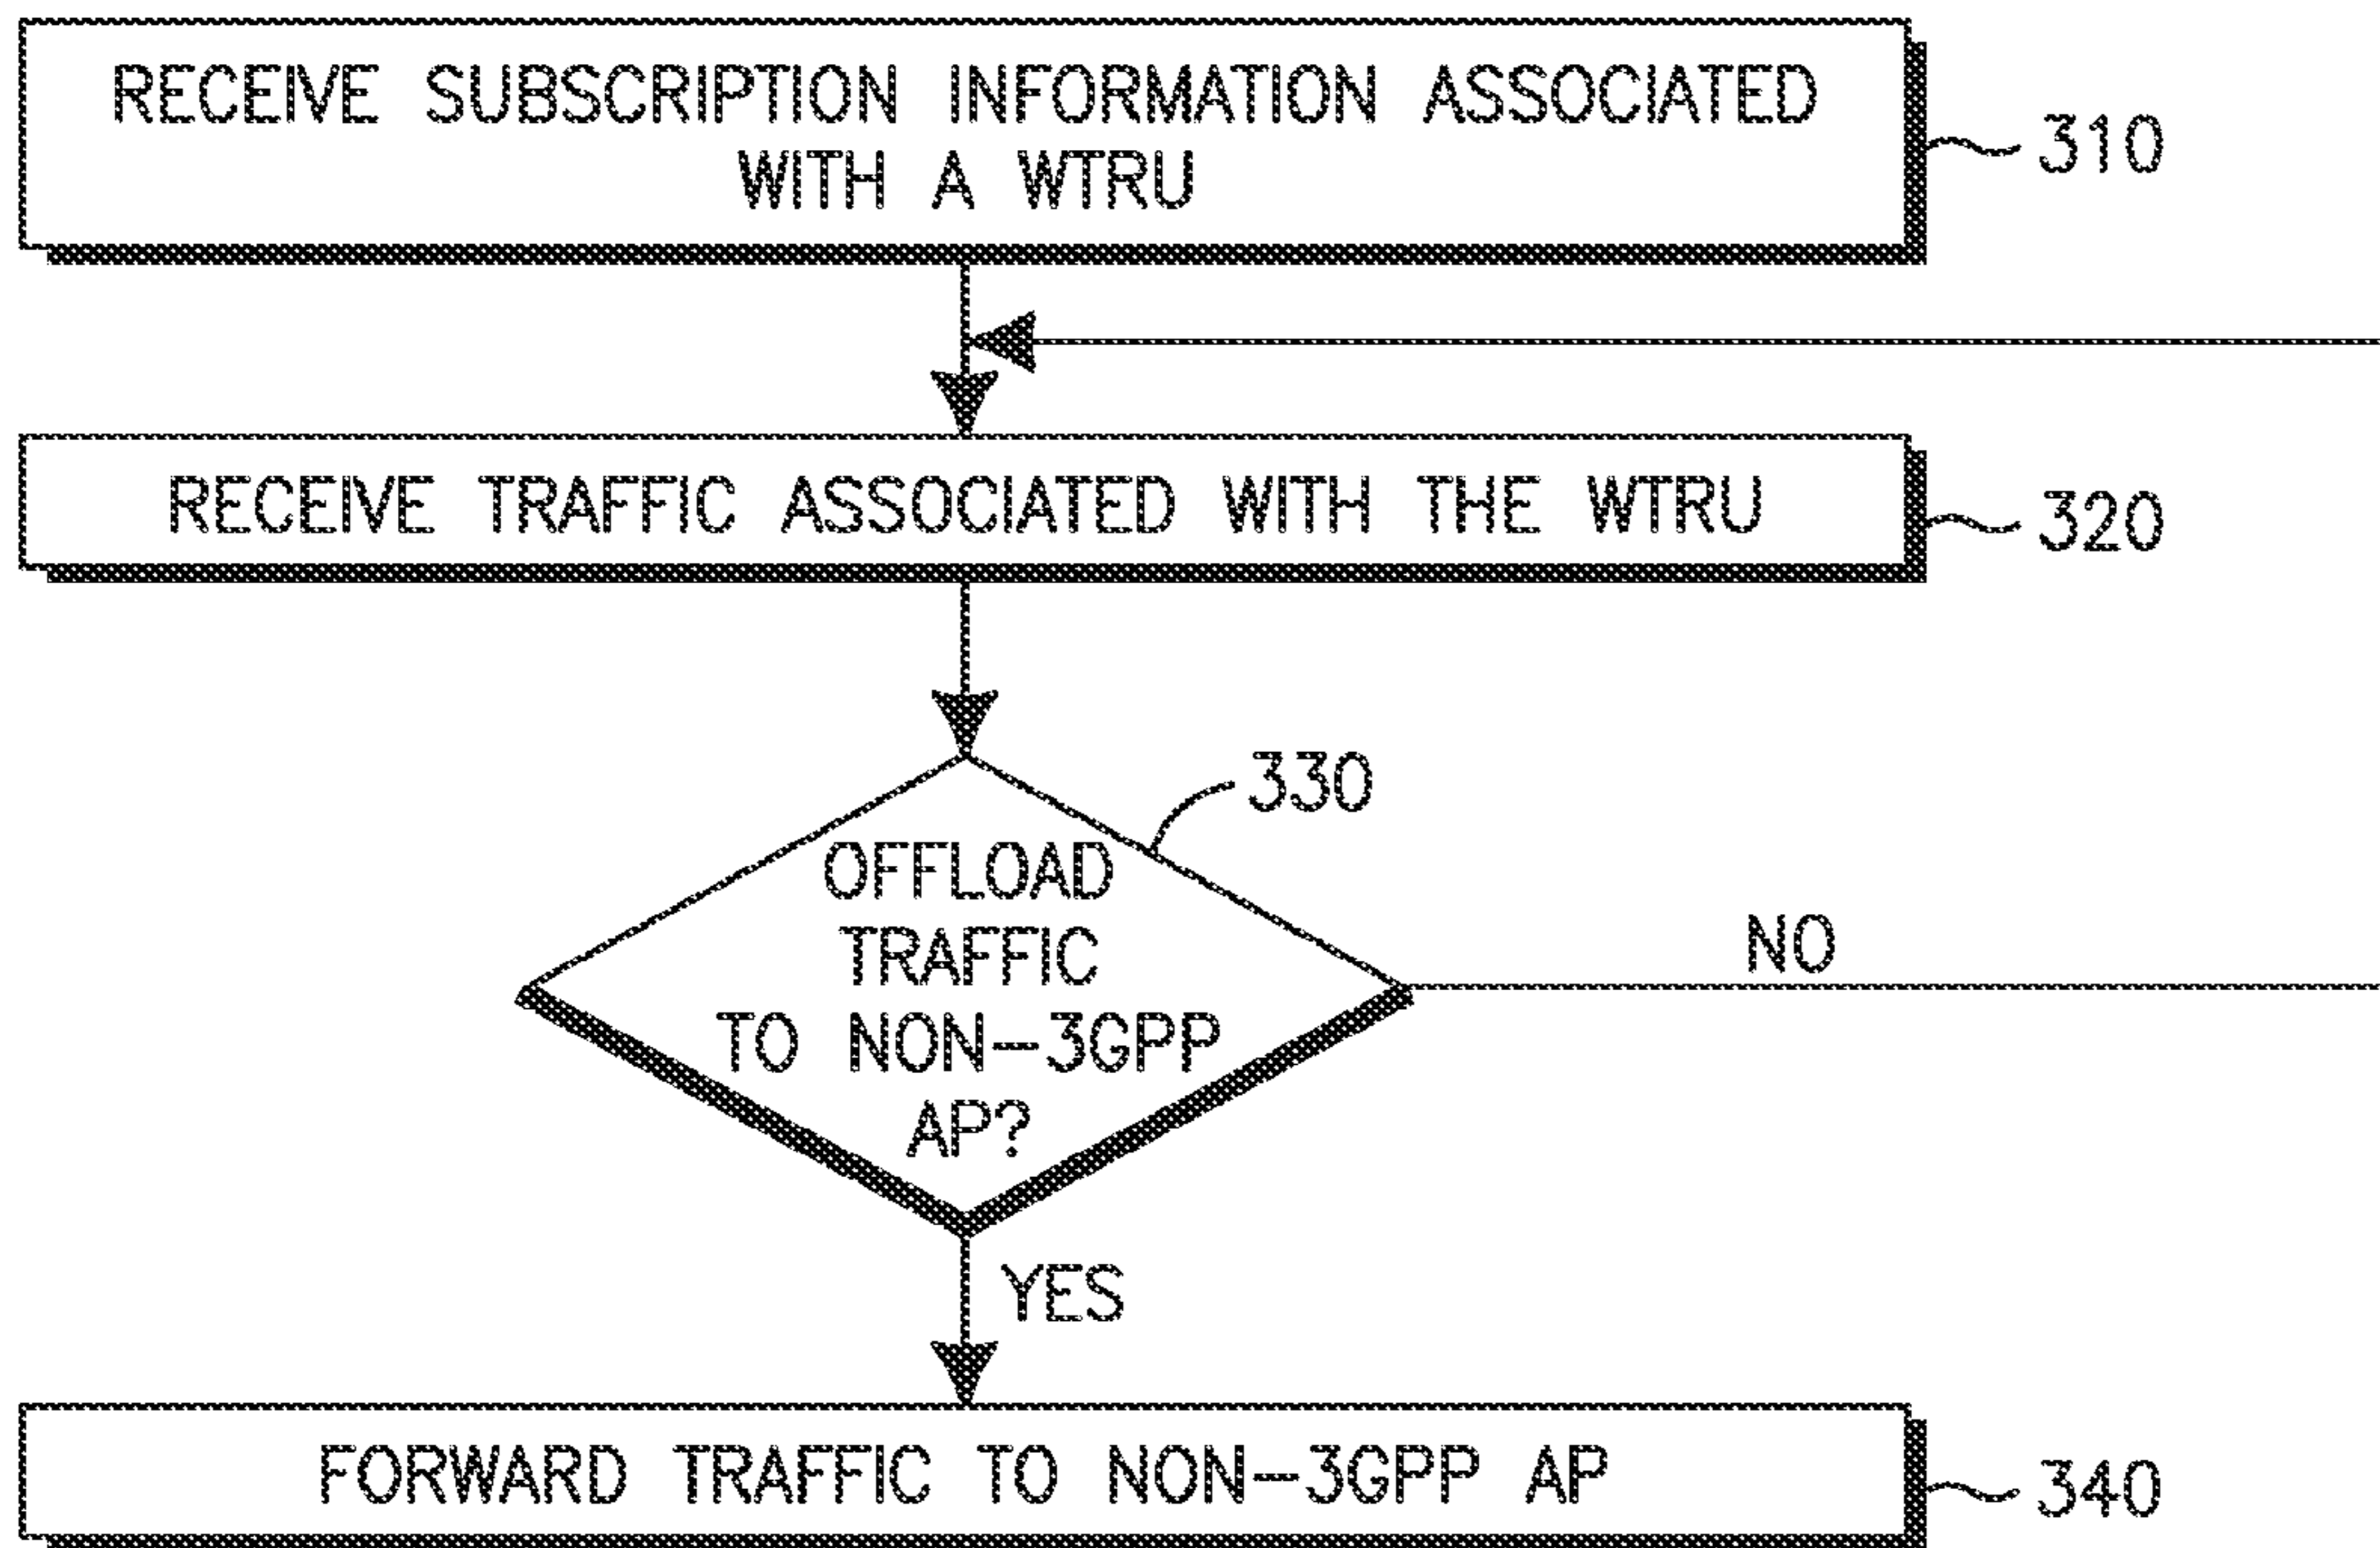 RECEIVE SUBSCRIPTION INFORMATION ASSOCIATED
WITH A WTRU
310
RECEIVE TRAFFIC ASSOCIATED WITH THE WTRU
320
330
OFFLOAD
TRAFFIC
TO NON-3GPP
AP?
NO
YES
FORWARD TRAFFIC TO NON-3GPP AP
340